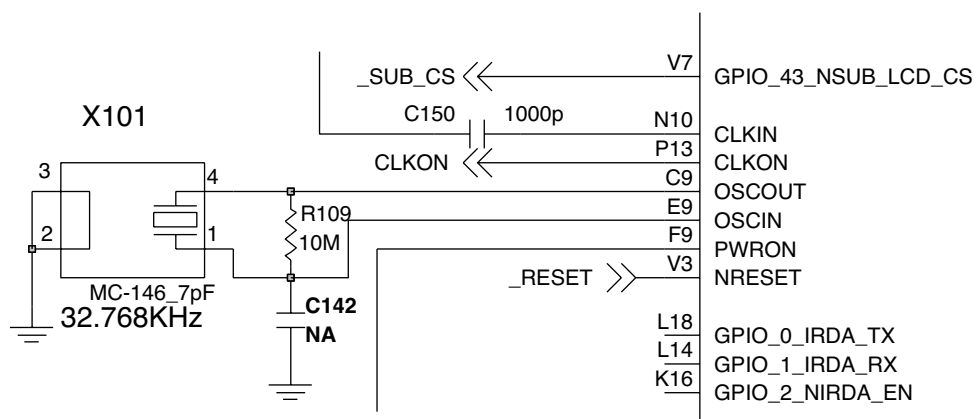 V7
_SUB_CS
GPIO_43_NSUB_LCD_CS
X101
C150 1000p
N10
CLKIN
P13
CLKON
CLKON
3
4
C9
OSCOUT
R109
10M
E9
OSCIN
2
1
F9
PWRON
V3
_RESET
NRESET
MC-146_7pF
32.768KHz
C142
NA
L18
GPIO_0_IRDA_TX
L14
GPIO_1_IRDA_RX
K16
GPIO_2_NIRDA_EN